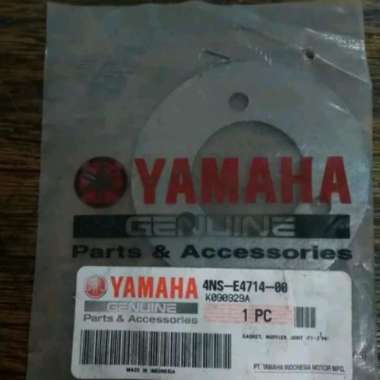 YAMAHA
GENUINE
Parts & Accessories
YAMAHA 4NS-E4714-00
K090929A
GENUINE
Parts & Accessories
1 PC
GASKET, MUFFLER JOINT
MADE IN INDONESIA
PT. YAMAHA INDONESIA MOTOR MFG.